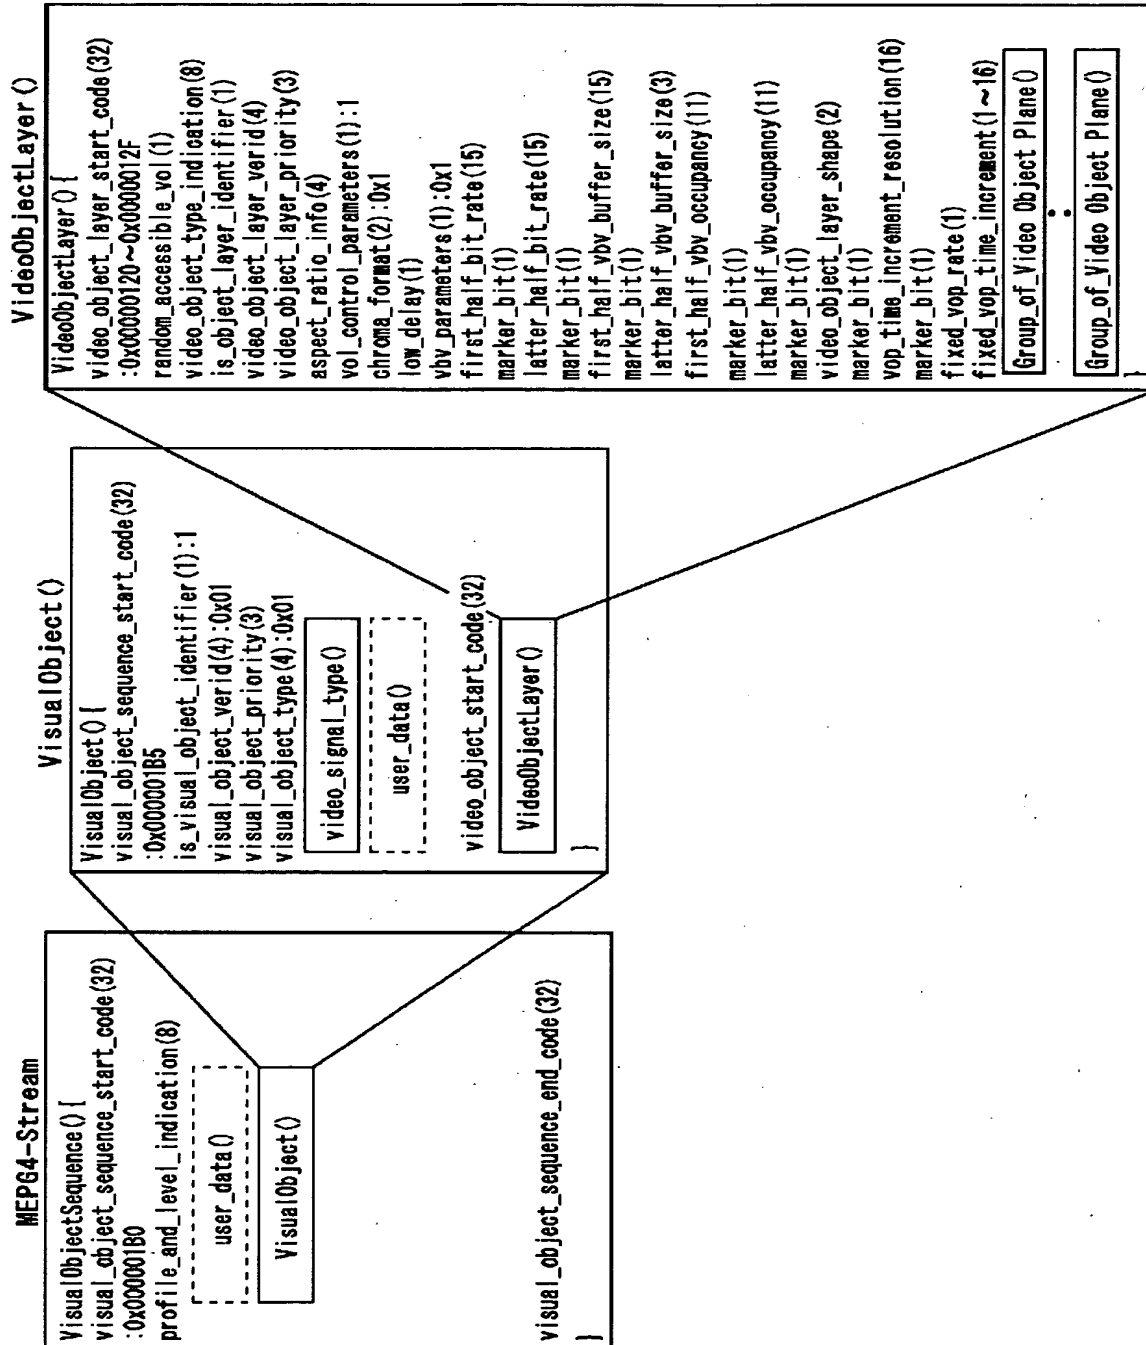 MEPG4-Stream
VisualObjectSequence() {
visual_object_sequence_start_code(32)
:0x000001B0
profile_and_level_indication(8)
user_data()
VisualObject()
visual_object_sequence_end_code(32)
}
VisualObject()
VisualObject() {
visual_object_sequence_start_code(32)
:0x000001B5
is_visual_object_identifier(1):1
visual_object_verid(4):0x01
visual_object_priority(3)
visual_object_type(4):0x01
video_signal_type()
user_data()
video_object_start_code(32)
VideoObjectLayer()
}
VideoObjectLayer()
VideoObjectLayer() {
video_object_layer_start_code(32)
:0x00000120~0x0000012F
random_accessible_vol(1)
video_object_type_indication(8)
is_object_layer_identifier(1)
video_object_layer_verid(4)
video_object_layer_priority(3)
aspect_ratio_info(4)
vol_control_parameters(1):1
chroma_format(2):0x1
low_delay(1)
vbv_parameters(1):0x1
first_half_bit_rate(15)
marker_bit(1)
latter_half_bit_rate(15)
marker_bit(1)
first_half_vbv_buffer_size(15)
marker_bit(1)
latter_half_vbv_buffer_size(3)
first_half_vbv_occupancy(11)
marker_bit(1)
latter_half_vbv_occupancy(11)
marker_bit(1)
video_object_layer_shape(2)
marker_bit(1)
vop_time_increment_resolution(16)
marker_bit(1)
fixed_vop_rate(1)
fixed_vop_time_increment(1~16)
Group_of_Video Object Plane()
Group_of_Video Object Plane()
}